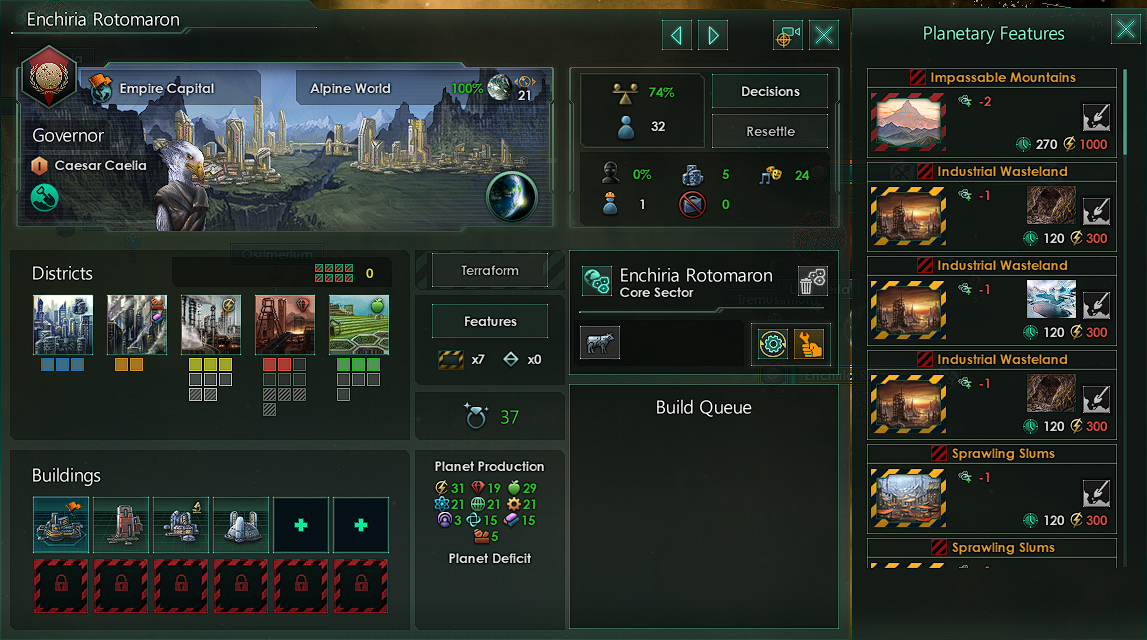 Enchiria Rotomaron
Empire Capital
Alpine World
100%
21
Governor
Caesar Caelia
74%
32
Decisions
Resettle
0%
5
24
1
0
Districts
0
Terraform
Features
x7
x0
37
Enchiria Rotomaron
Core Sector
Build Queue
Buildings
Planet Production
31 19 29
21 21 21
3 15 15
5
Planet Deficit
Planetary Features
Impassable Mountains
-2
270 1000
Industrial Wasteland
-1
120 300
Industrial Wasteland
-1
120 300
Industrial Wasteland
-1
120 300
Sprawling Slums
-1
120 300
Sprawling Slums